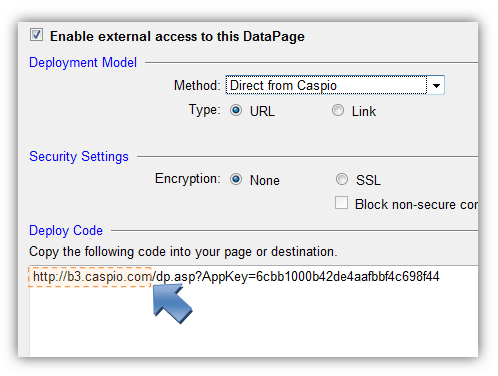 Enable external access to this DataPage
Deployment Model
Method: Direct from Caspio
Type: URL Link
Security Settings
Encryption: None SSL
Block non-secure
Deploy Code
Copy the following code into your page or destination.
http://b3.caspio.com/dp.asp?AppKey=6cbb1000b42de4aafbbf4c698f44